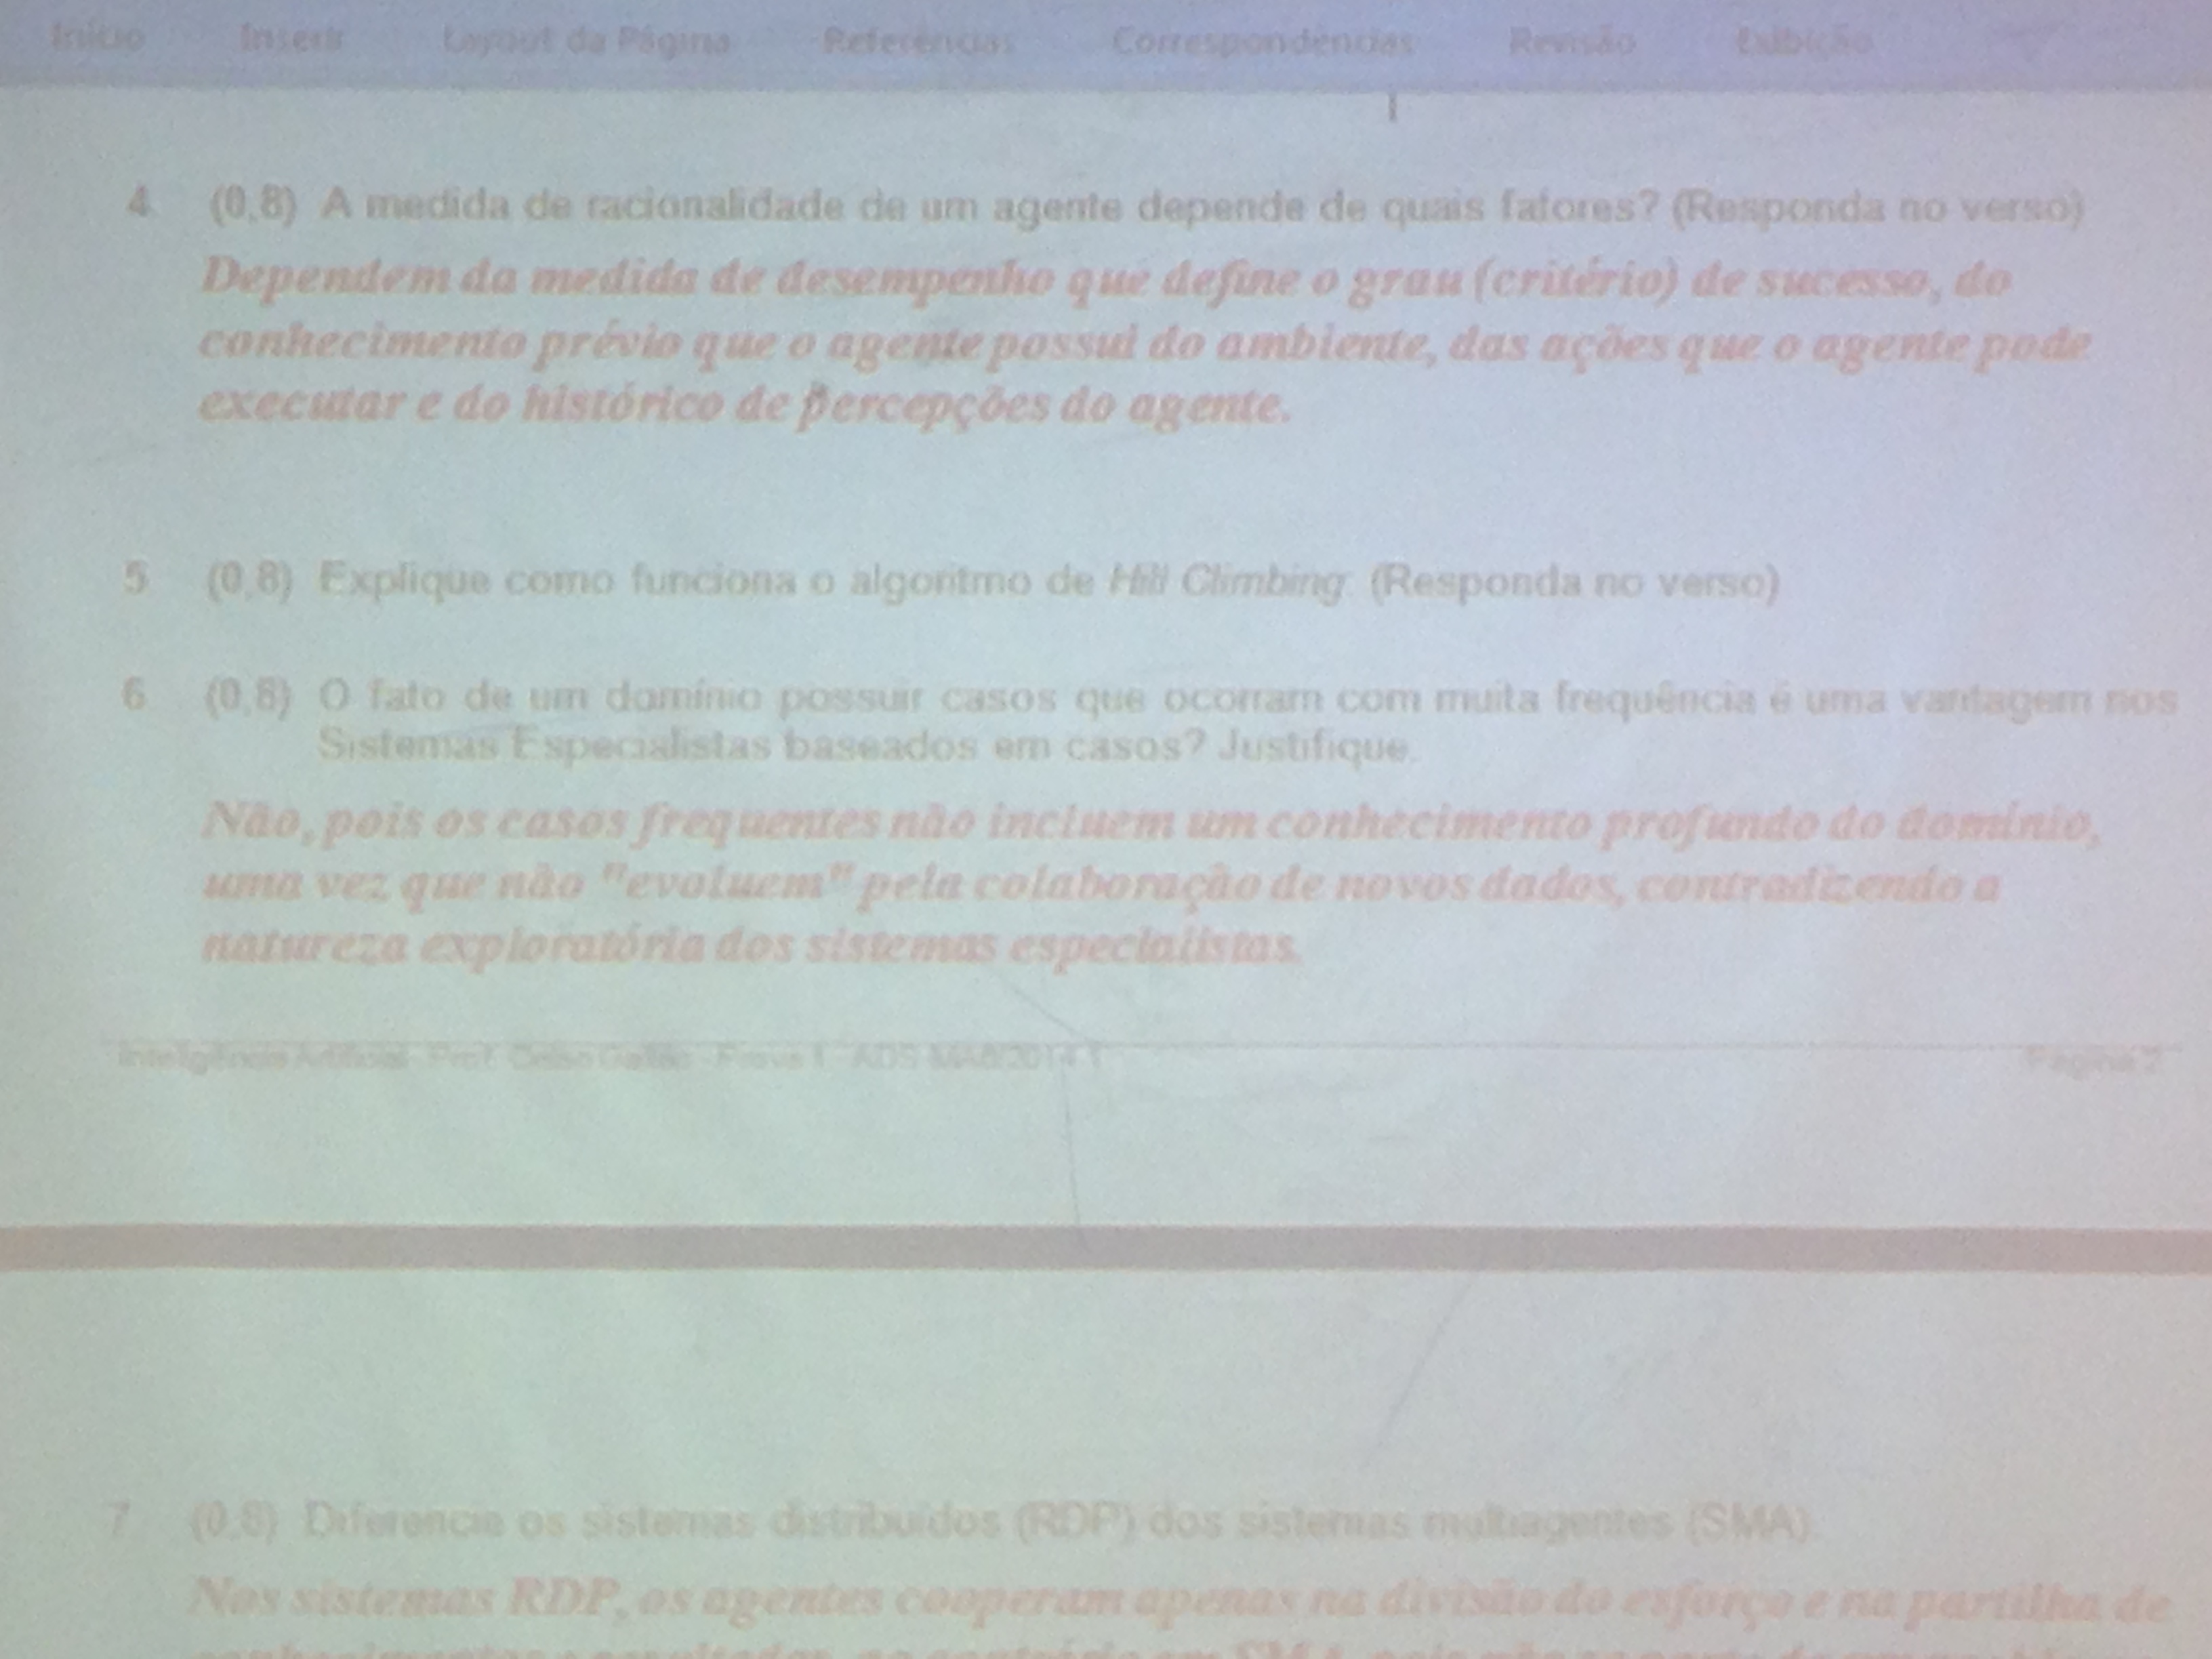 Início Inserir Layout da Página Referências Correspondências Revisão Exibição
4 (0,8) A medida de racionalidade de um agente depende de quais fatores? (Responda no verso)
Dependem da medida de desempenho que define o grau (critério) de sucesso, do
conhecimento prévio que o agente possui do ambiente, das ações que o agente pode
executar e do histórico de percepções do agente.
5 (0,8) Explique como funciona o algoritmo de Hill Climbing. (Responda no verso)
6 (0,8) O fato de um domínio possuir casos que ocorram com muita frequência é uma vantagem nos
Sistemas Especialistas baseados em casos? Justifique.
Não, pois os casos frequentes não incluem um conhecimento profundo do domínio,
uma vez que não "evoluem" pela colaboração de novos dados, contradizendo a
natureza exploratória dos sistemas especialistas.
Inteligência Artificial Prof. Prova 1 ADS Página 2
7 (0,8) Diferencie os sistemas distribuídos (RDP) dos sistemas multiagentes (SMA)
Nos sistemas RDP, os agentes cooperam apenas na divisão do esforço e na partilha de